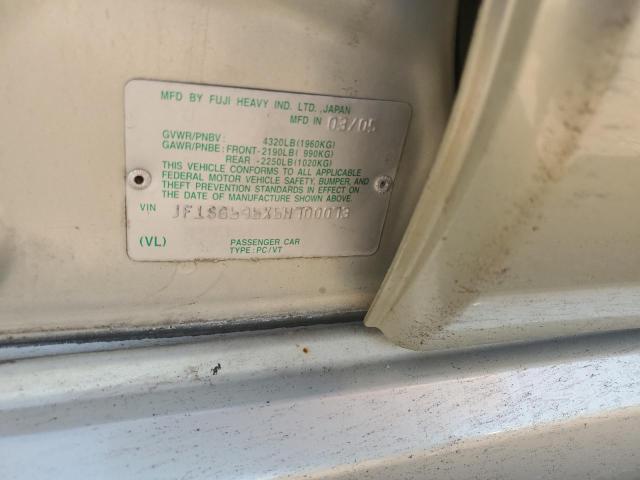 MFD BY FUJI HEAVY IND. LTD. JAPAN
MFD IN 03/05
GVWR/PNBV : 4320LB(1960KG)
GAWR/PNBE: FRONT-2190LB( 990KG)
REAR -2250LB(1020KG)
THIS VEHICLE CONFORMS TO ALL APPLICABLE
FEDERAL MOTOR VEHICLE SAFETY, BUMPER, AND
THEFT PREVENTION STANDARDS IN EFFECT ON
THE DATE OF MANUFACTURE SHOWN ABOVE.
VIN
(VL) PASSENGER CAR
TYPE: PC/VT